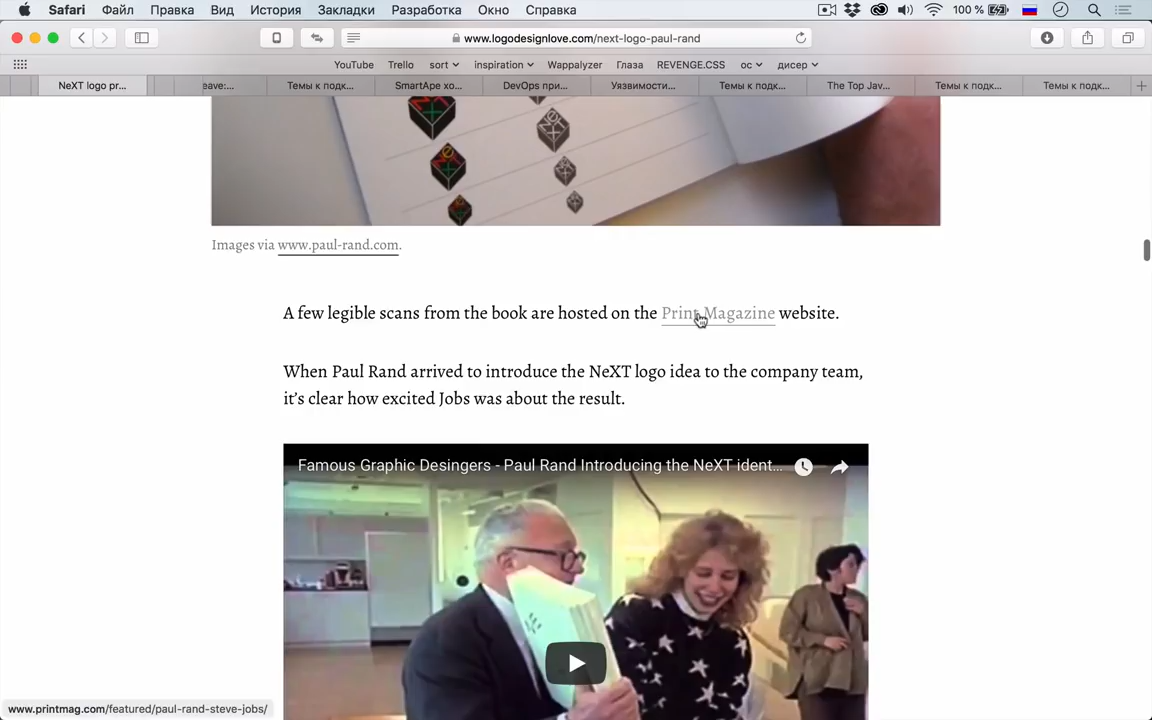 Safari Файл Правка Вид История Закладки Разработка Окно Справка 100 %
www.logodesignlove.com/next-logo-paul-rand
YouTube Trello sort inspiration Wappalyzer Глаза REVENGE.CSS ос дисер
NeXT logo pr... eave:... Темы к подк... SmartApe хо... DevOps при... Уязвимости... Темы к подк... The Top Jav... Темы к подк... Темы к подк...
Images via www.paul-rand.com.
A few legible scans from the book are hosted on the Print Magazine website.
When Paul Rand arrived to introduce the NeXT logo idea to the company team,
it's clear how excited Jobs was about the result.
Famous Graphic Desingers - Paul Rand Introducing the NeXT ident...
www.printmag.com/featured/paul-rand-steve-jobs/